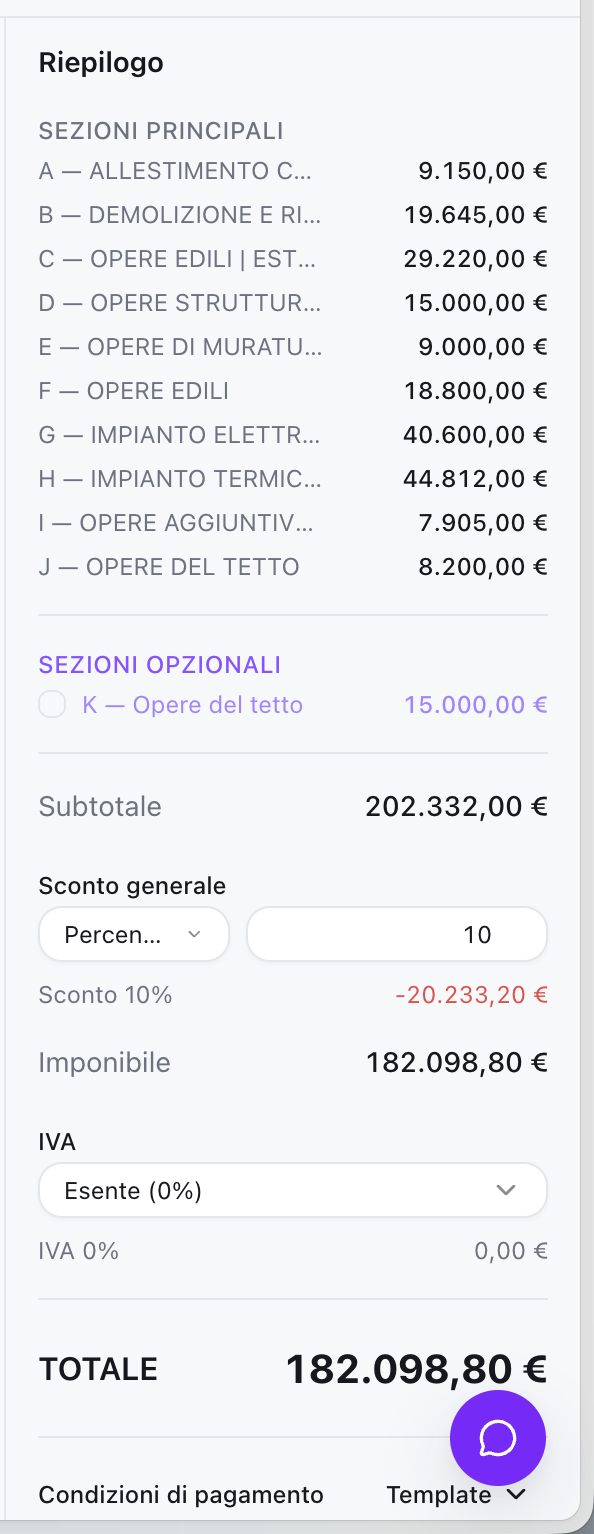 Riepilogo
SEZIONI PRINCIPALI
A — ALLESTIMENTO C... 9.150,00 €
B — DEMOLIZIONE E RI... 19.645,00 €
C — OPERE EDILI | EST... 29.220,00 €
D — OPERE STRUTTUR... 15.000,00 €
E — OPERE DI MURATU... 9.000,00 €
F — OPERE EDILI 18.800,00 €
G — IMPIANTO ELETTR... 40.600,00 €
H — IMPIANTO TERMIC... 44.812,00 €
I — OPERE AGGIUNTIV... 7.905,00 €
J — OPERE DEL TETTO 8.200,00 €
SEZIONI OPZIONALI
K — Opere del tetto 15.000,00 €
Subtotale 202.332,00 €
Sconto generale
Percen... 10
Sconto 10% -20.233,20 €
Imponibile 182.098,80 €
IVA
Esente (0%)
IVA 0% 0,00 €
TOTALE 182.098,80 €
Condizioni di pagamento Template